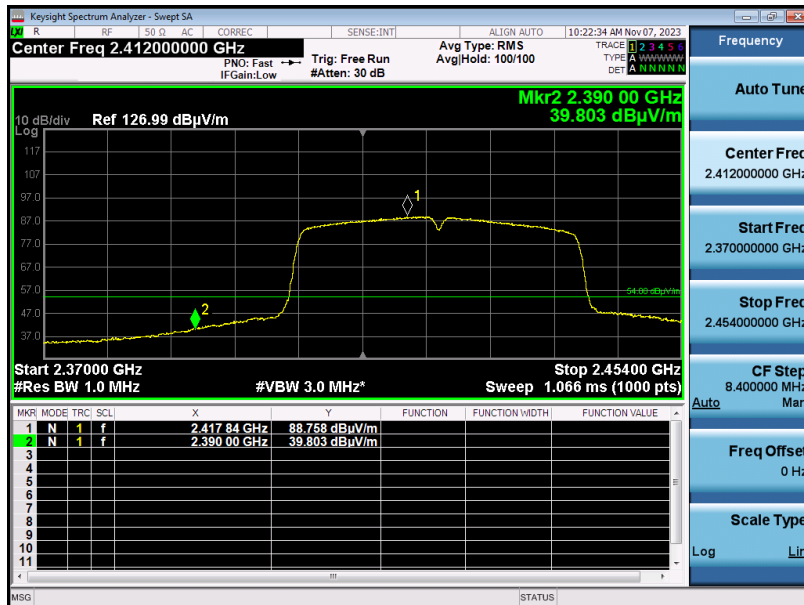 Keysight Spectrum Analyzer - Swept SA
LXI R RF 50 Ω AC CORREC SENSE:INT ALIGN AUTO 10:22:34 AM Nov 07, 2023
Center Freq 2.412000000 GHz
PNO: Fast
IFGain:Low
Trig: Free Run
#Atten: 30 dB
Avg Type: RMS
Avg|Hold: 100/100
TRACE 1 2 3 4 5 6
TYPE A WWWWW
DET A N N N N N
Mkr2 2.390 00 GHz
39.803 dBµV/m
10 dB/div Ref 126.99 dBµV/m
Log
117
107
97.0
87.0
77.0
67.0
57.0
47.0
37.0
1
2
54.00 dBµV/m
Start 2.37000 GHz Stop 2.45400 GHz
#Res BW 1.0 MHz #VBW 3.0 MHz* Sweep 1.066 ms (1000 pts)
MKR MODE TRC SCL X Y FUNCTION FUNCTION WIDTH FUNCTION VALUE
1 N 1 f 2.417 84 GHz 88.758 dBµV/m
2 N 1 f 2.390 00 GHz 39.803 dBµV/m
3
4
5
6
7
8
9
10
11
MSG STATUS
Frequency
Auto Tune
Center Freq
2.412000000 GHz
Start Freq
2.370000000 GHz
Stop Freq
2.454000000 GHz
CF Step
8.400000 MHz
Auto Man
Freq Offset
0 Hz
Scale Type
Log Lin